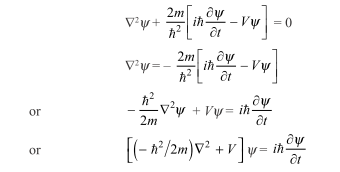 ∇²ψ + 2m/ħ² [iħ ∂ψ/∂t − Vψ] = 0
∇²ψ = − 2m/ħ² [iħ ∂ψ/∂t − Vψ]
or − ħ²/2m ∇²ψ + Vψ = iħ ∂ψ/∂t
or [(− ħ²/2m)∇² + V] ψ = iħ ∂ψ/∂t